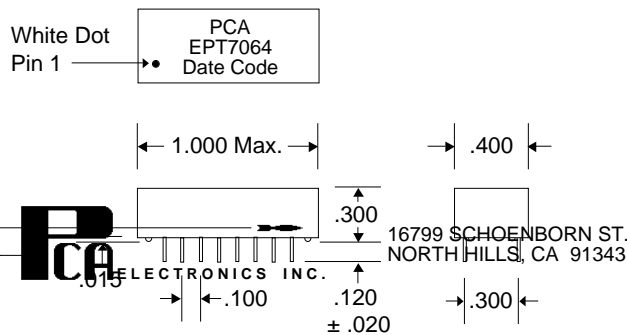 White Dot
Pin 1
PCA
EPT7064
Date Code
1.000 Max.
.400
.300
16799 SCHOENBORN ST.
NORTH HILLS, CA 91343
PCA
ELECTRONICS INC.
.015
.100
.120
± .020
.300